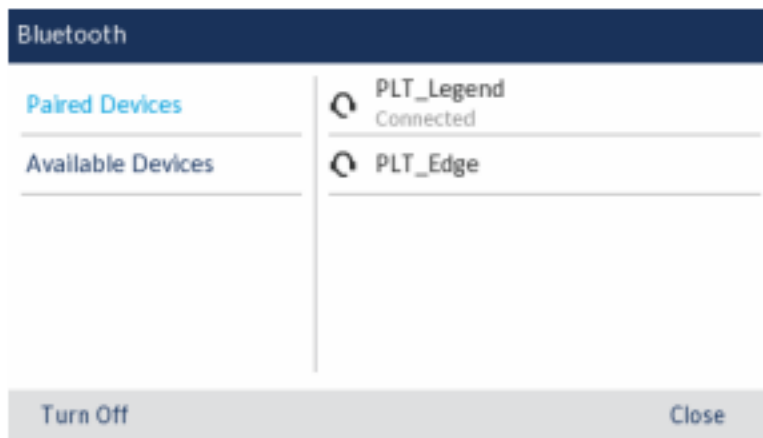 Bluetooth
Paired Devices
Available Devices
PLT_Legend
Connected
PLT_Edge
Turn Off
Close